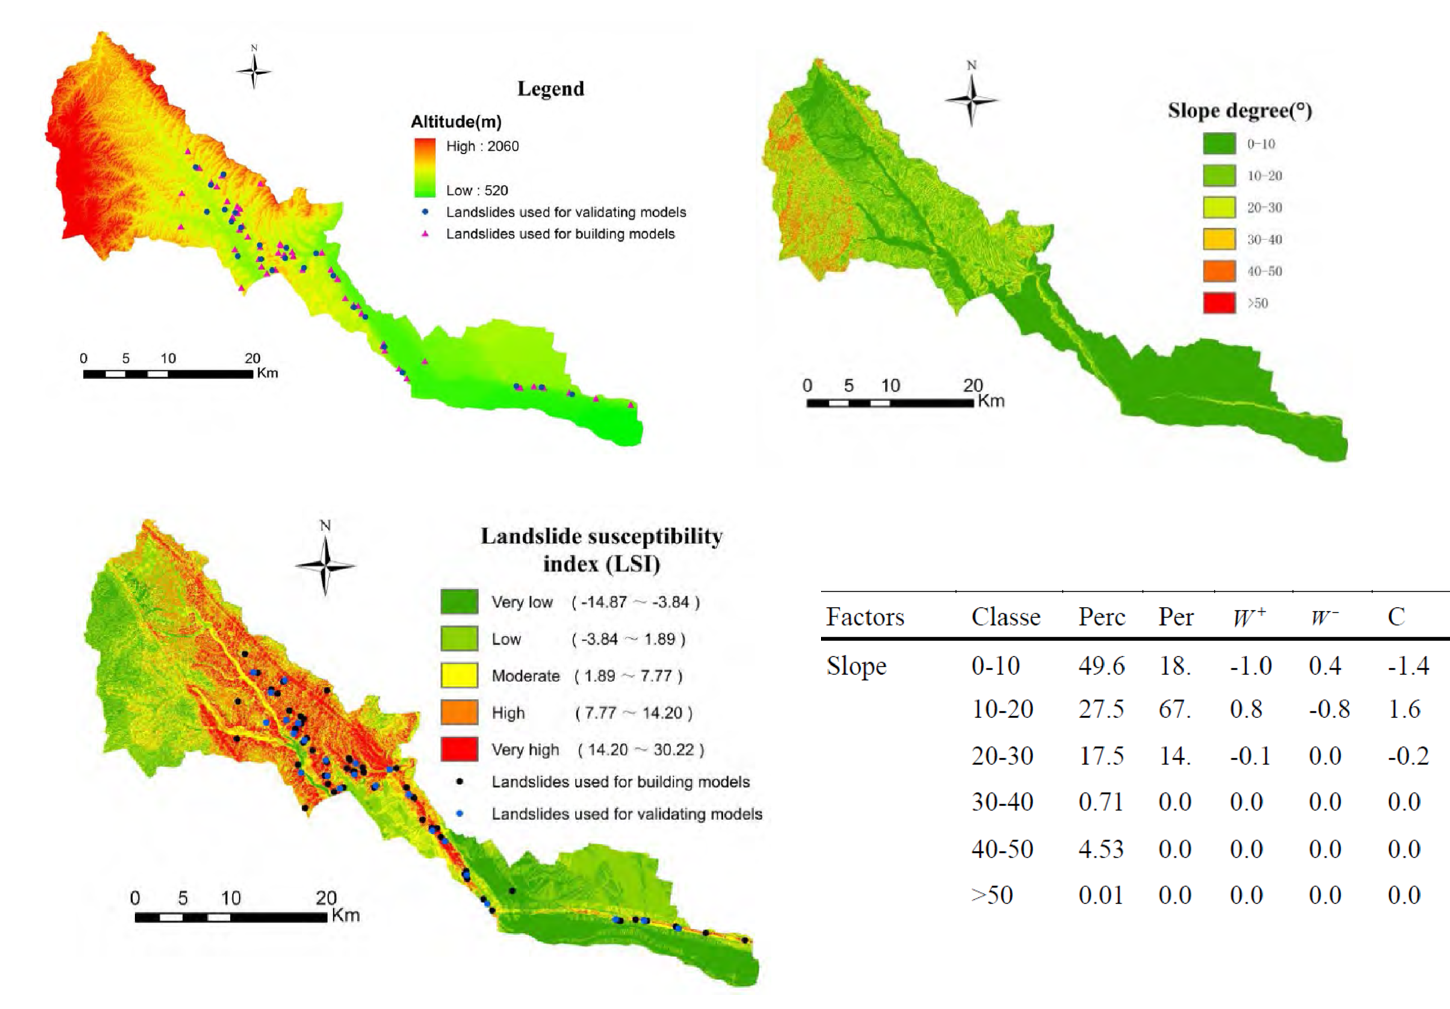 N
Legend
Altitude(m)
High : 2060
Low : 520
Landslides used for validating models
Landslides used for building models
0 5 10 20
Km
N
Slope degree(°)
0-10
10-20
20-30
30-40
40-50
>50
0 5 10 20
Km
N
Landslide susceptibility
index (LSI)
Very low ( -14.87 ~ -3.84 )
Low ( -3.84 ~ 1.89 )
Moderate ( 1.89 ~ 7.77 )
High ( 7.77 ~ 14.20 )
Very high ( 14.20 ~ 30.22 )
Landslides used for building models
Landslides used for validating models
0 5 10 20
Km
Factors Classe Perc Per W⁺ w⁻ C
Slope 0-10 49.6 18. -1.0 0.4 -1.4
10-20 27.5 67. 0.8 -0.8 1.6
20-30 17.5 14. -0.1 0.0 -0.2
30-40 0.71 0.0 0.0 0.0 0.0
40-50 4.53 0.0 0.0 0.0 0.0
>50 0.01 0.0 0.0 0.0 0.0